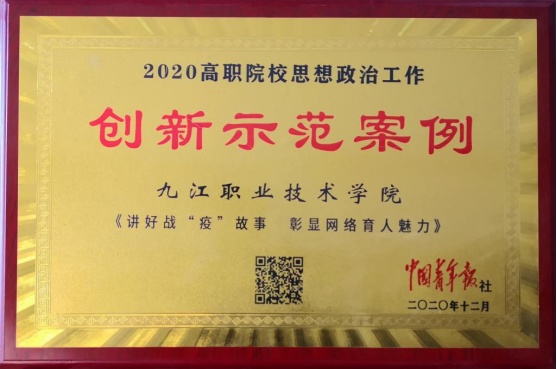 2020高职院校思想政治工作
创新示范案例
九江职业技术学院
《讲好战“疫”故事 彰显网络育人魅力》
中国青年报社
二〇二〇年十二月